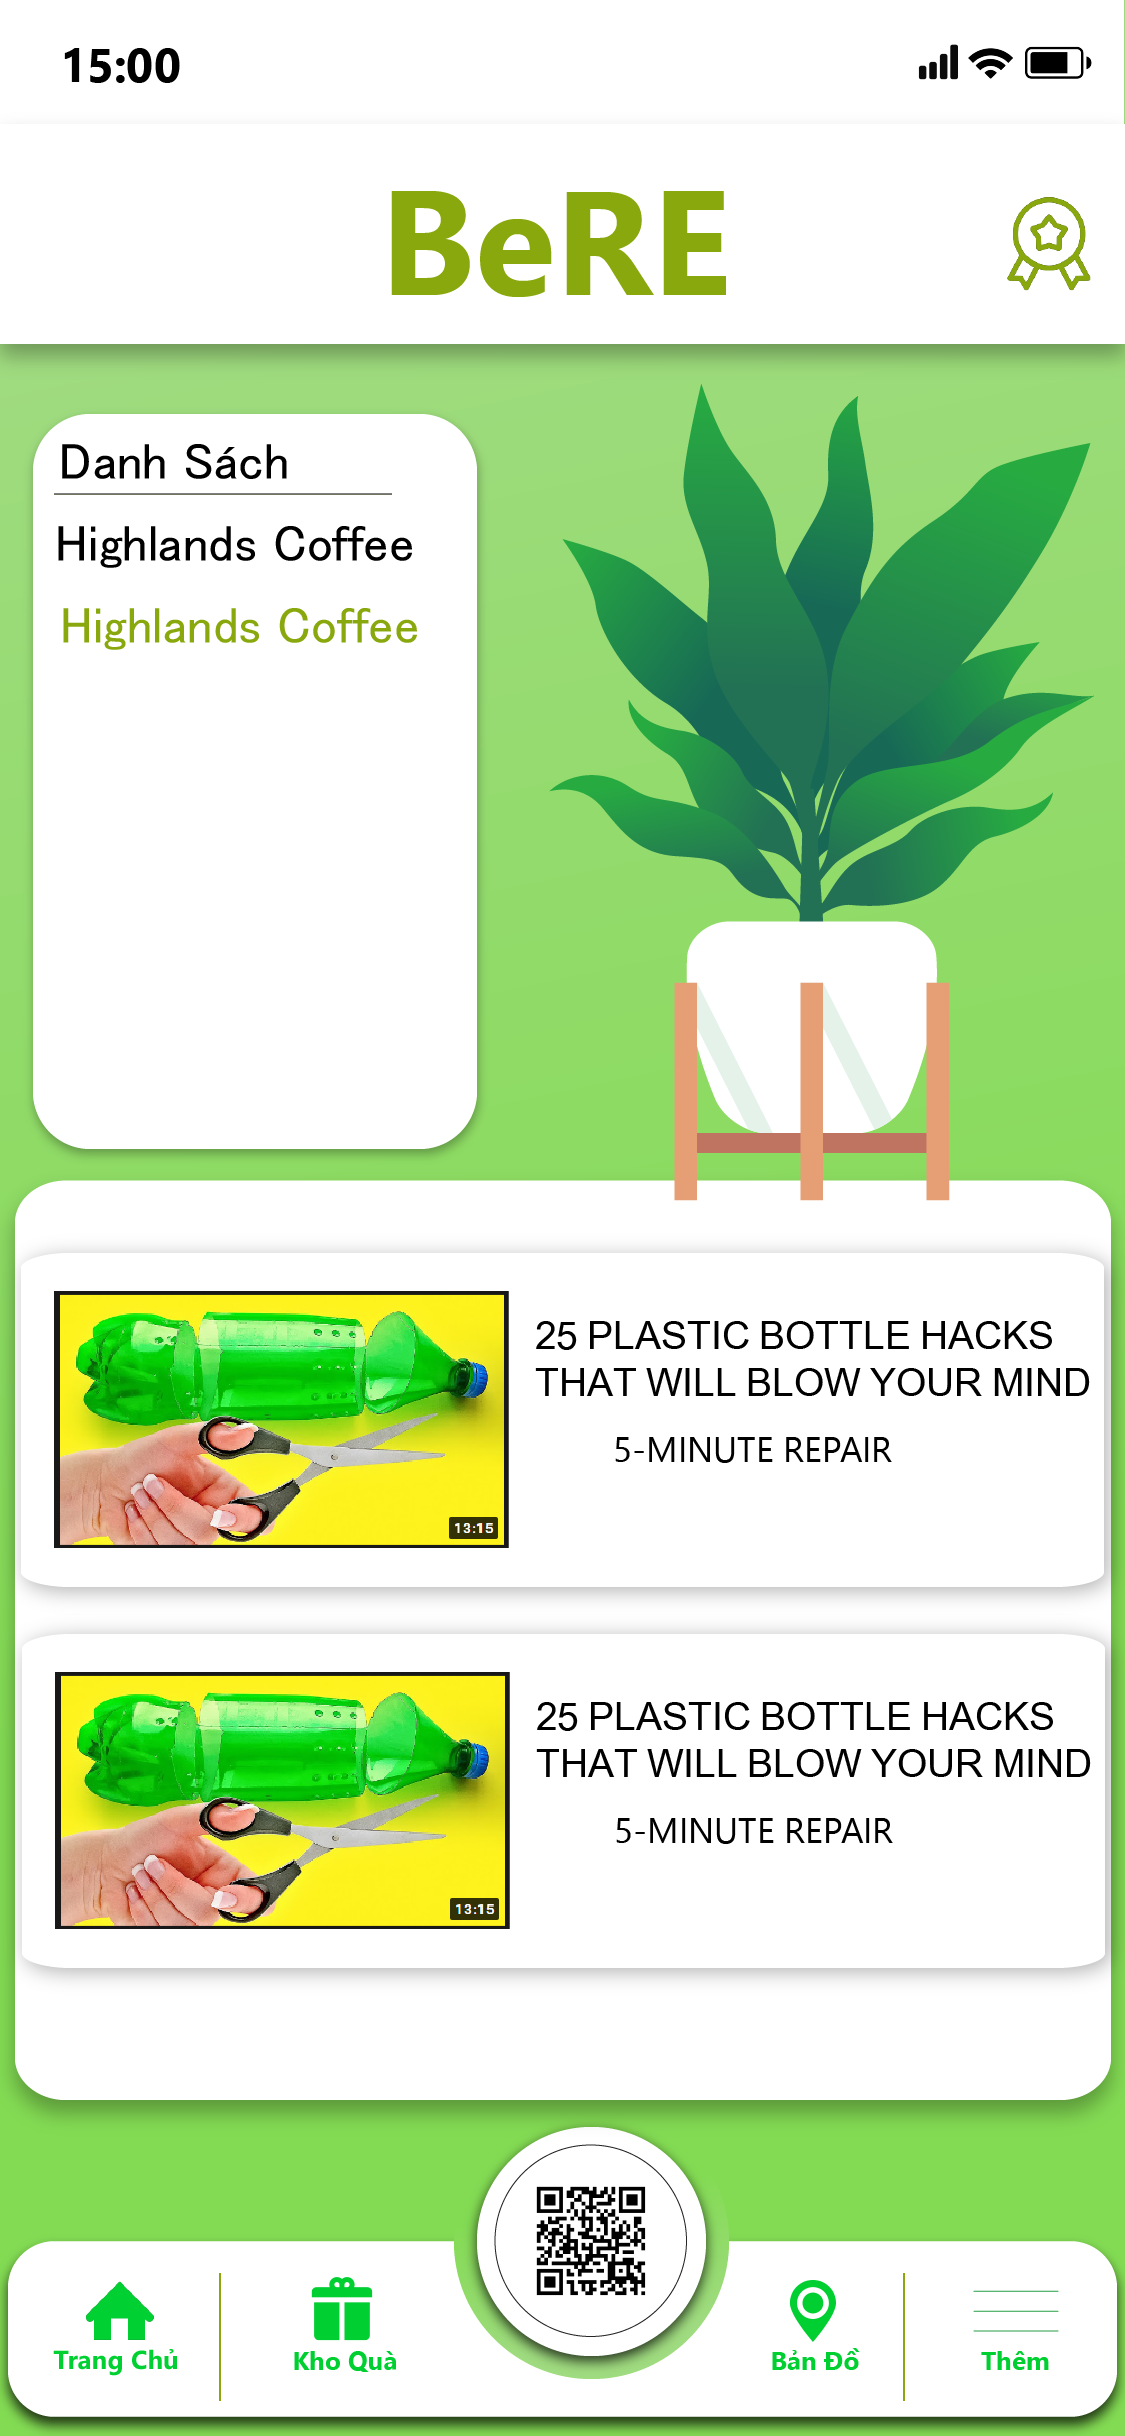 15:00
BeRE
Danh Sách
Highlands Coffee
Highlands Coffee
25 PLASTIC BOTTLE HACKS
THAT WILL BLOW YOUR MIND
5-MINUTE REPAIR
13:15
25 PLASTIC BOTTLE HACKS
THAT WILL BLOW YOUR MIND
5-MINUTE REPAIR
13:15
Trang Chủ
Kho Quà
Bản Đồ
Thêm